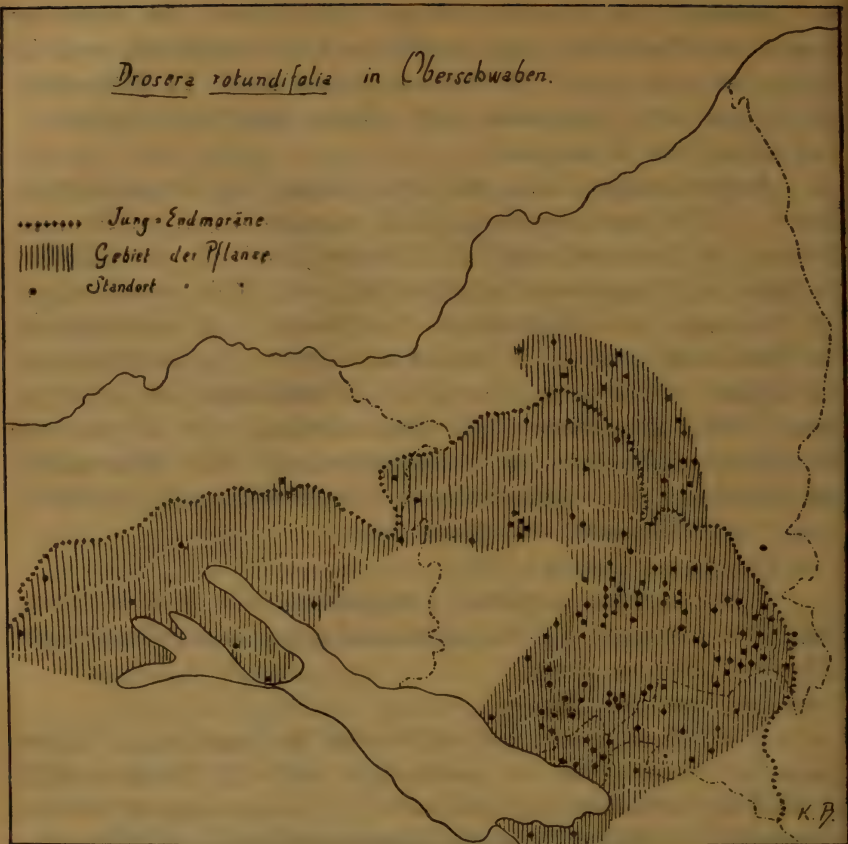 Drosera rotundifolia in Oberschwaben.
Jung-Endmoräne.
Gebiet der Pflanze.
Standort " "
K. B.